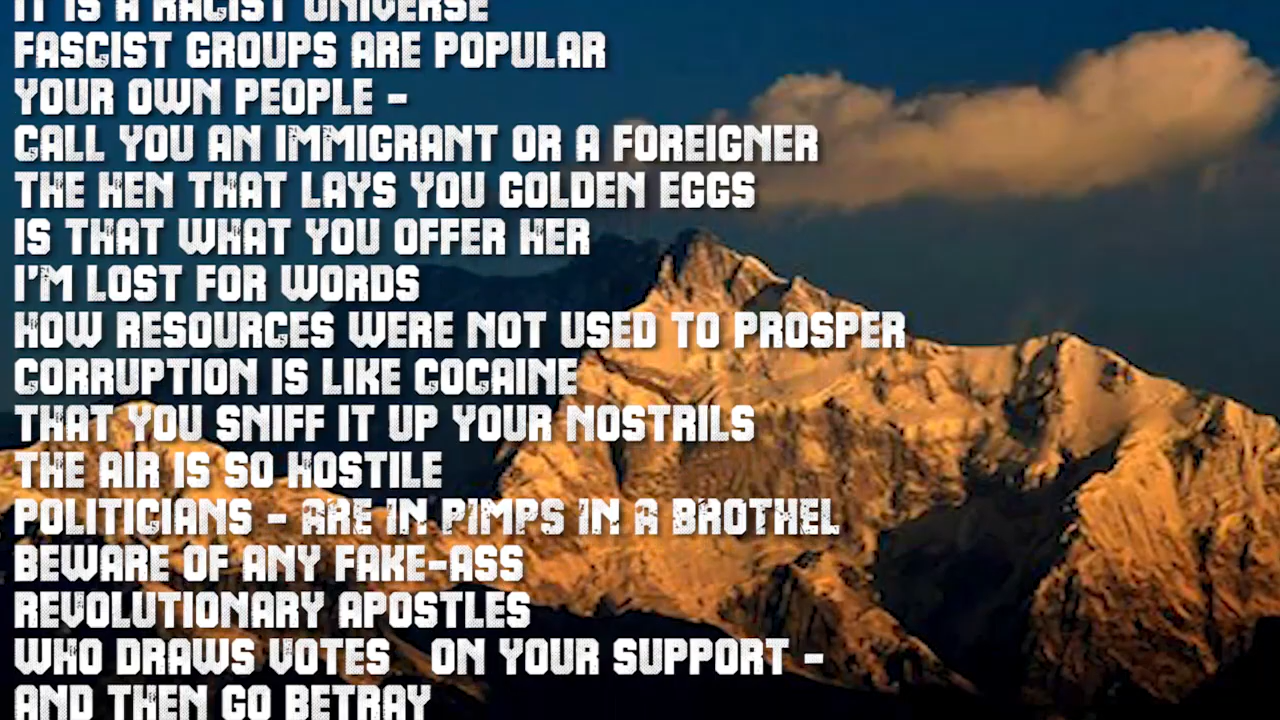 IT IS A RACIST UNIVERSE
FASCIST GROUPS ARE POPULAR
YOUR OWN PEOPLE -
CALL YOU AN IMMIGRANT OR A FOREIGNER
THE HEN THAT LAYS YOU GOLDEN EGGS
IS THAT WHAT YOU OFFER HER
I'M LOST FOR WORDS
HOW RESOURCES WERE NOT USED TO PROSPER
CORRUPTION IS LIKE COCAINE
THAT YOU SNIFF IT UP YOUR NOSTRILS
THE AIR IS SO HOSTILE
POLITICIANS - ARE IN PIMPS IN A BROTHEL
BEWARE OF ANY FAKE-ASS
REVOLUTIONARY APOSTLES
WHO DRAWS VOTES ON YOUR SUPPORT -
AND THEN GO BETRAY